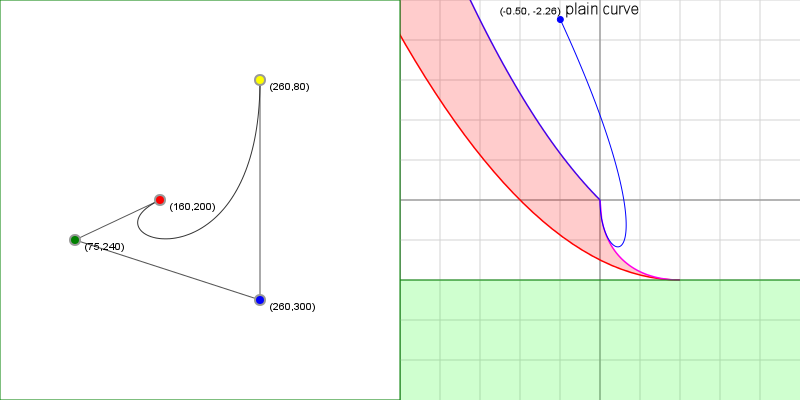 (260,80)
(160,200)
(75,240)
(260,300)
(-0.50, -2.26) plain curve